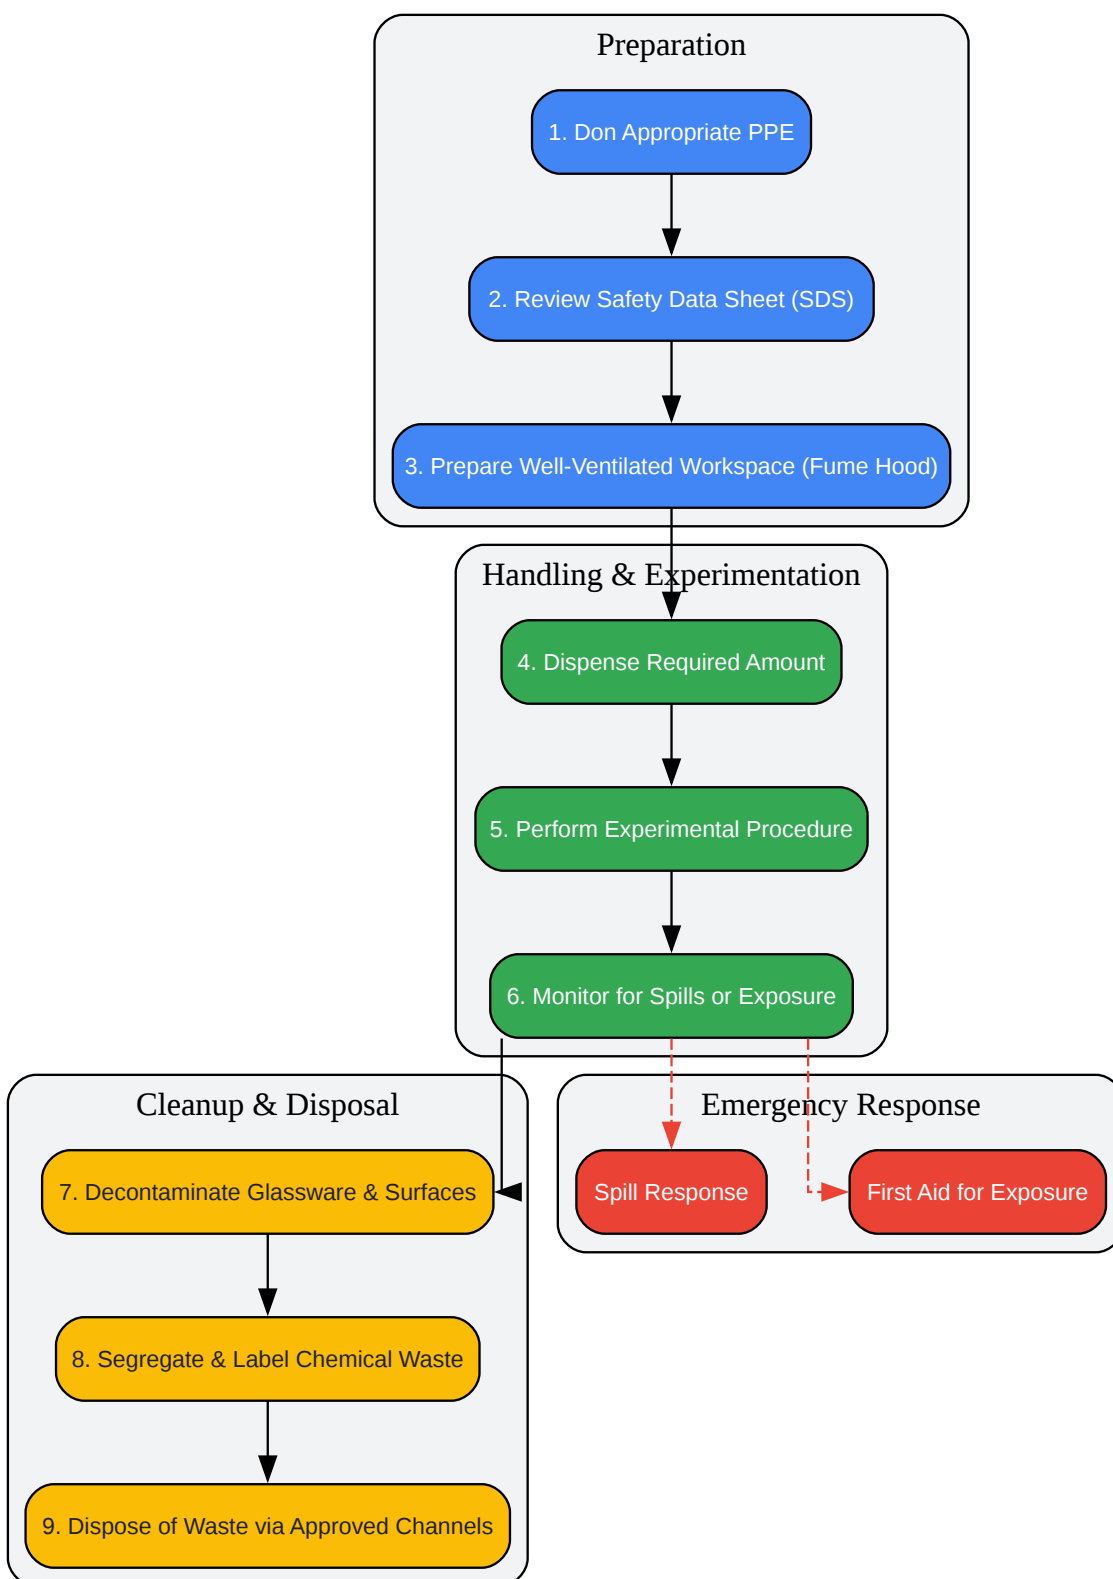 Preparation
1. Don Appropriate PPE
2. Review Safety Data Sheet (SDS)
3. Prepare Well-Ventilated Workspace (Fume Hood)
Handling & Experimentation
4. Dispense Required Amount
5. Perform Experimental Procedure
6. Monitor for Spills or Exposure
Cleanup & Disposal
7. Decontaminate Glassware & Surfaces
8. Segregate & Label Chemical Waste
9. Dispose of Waste via Approved Channels
Emergency Response
Spill Response
First Aid for Exposure